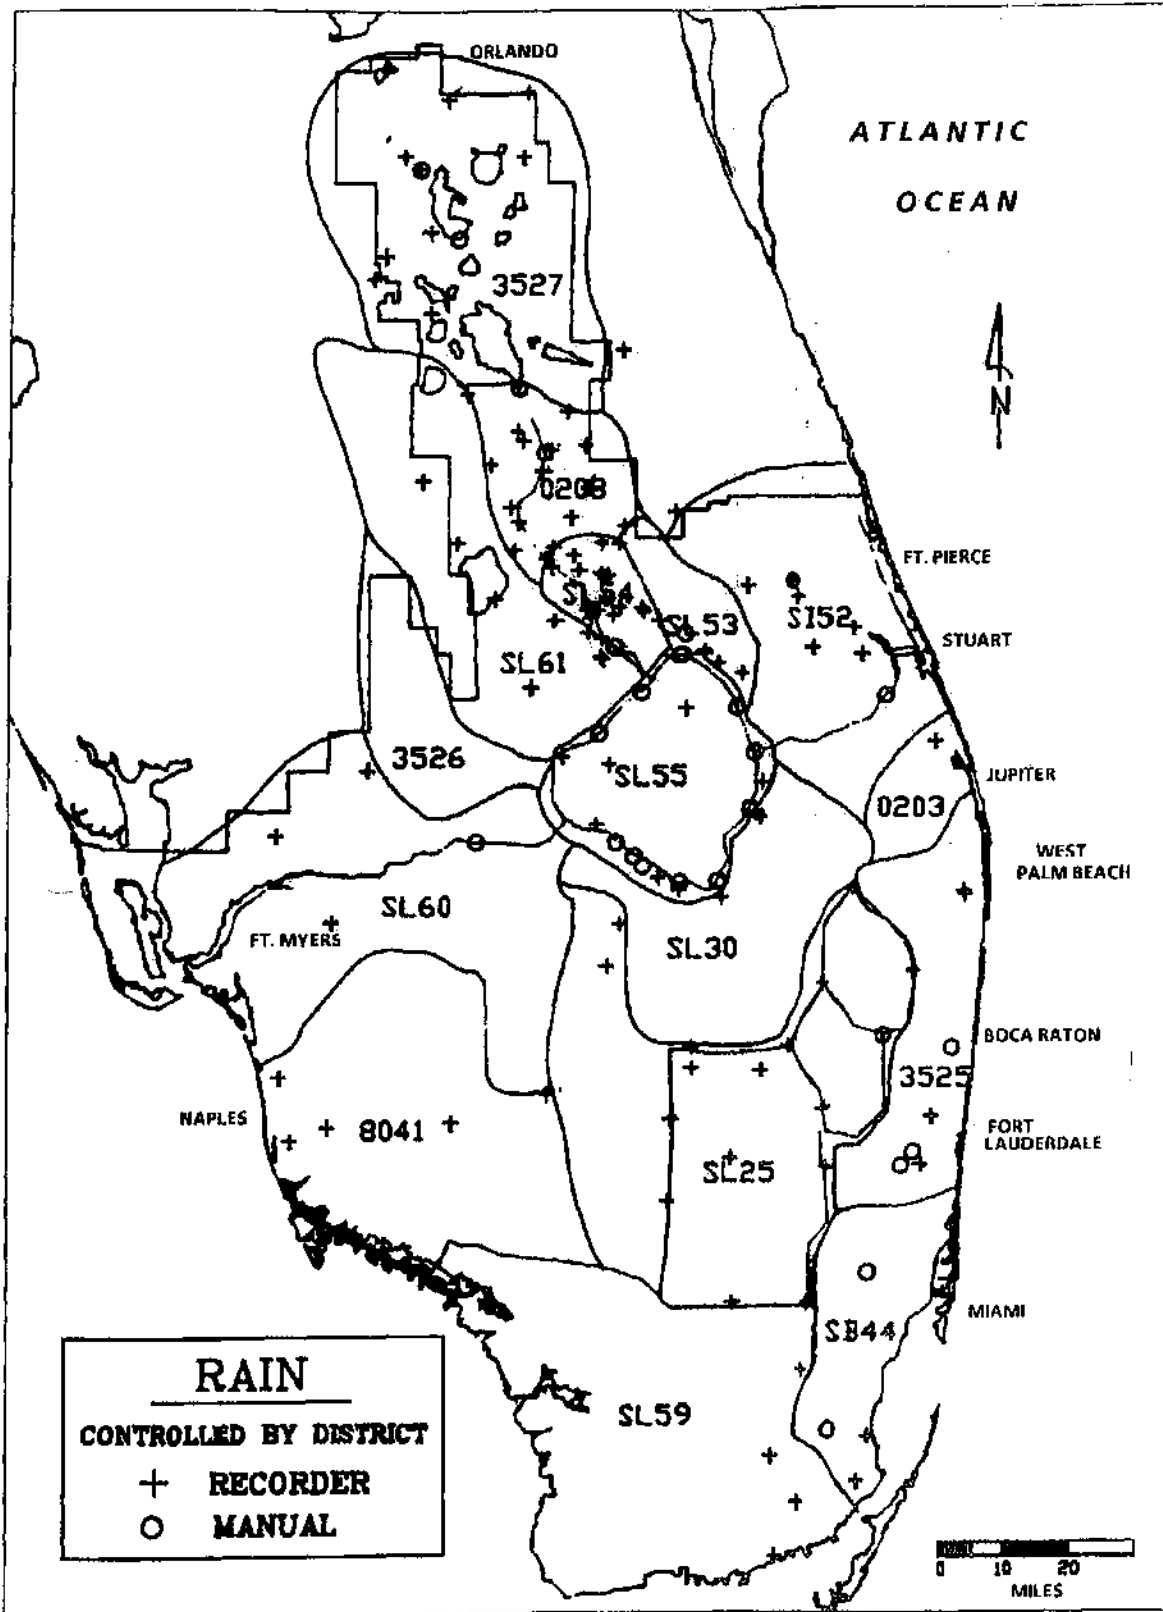 ORLANDO
ATLANTIC
OCEAN
3527
N
0208
FT. PIERCE
SL53
S152
STUART
SL61
3526
SL55
JUPITER
0203
WEST
PALM BEACH
SL60
FT. MYERS
SL30
BOCA RATON
3525
NAPLES
8041
FORT
LAUDERDALE
SL25
MIAMI
SB44
RAIN
CONTROLLED BY DISTRICT
+ RECORDER
O MANUAL
SL59
0 10 20
MILES